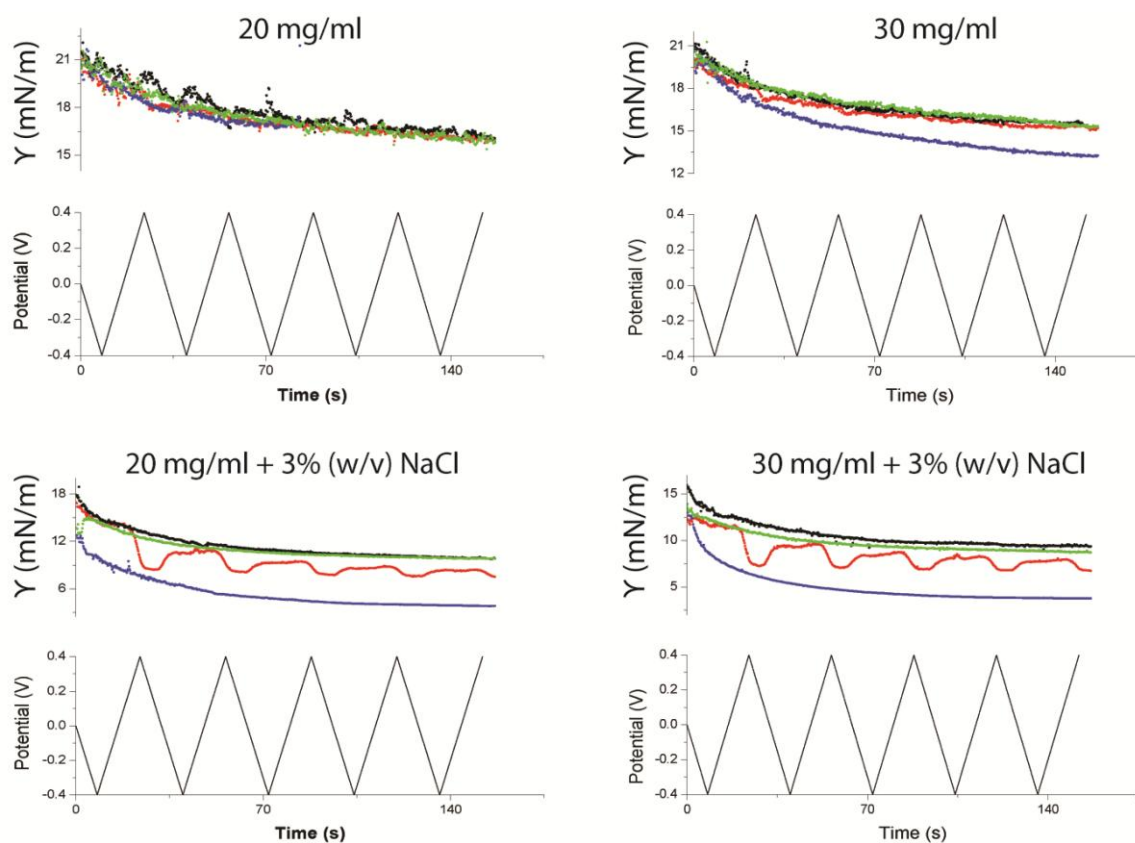 20 mg/ml
ϒ (mN/m)
21
18
15
Potential (V)
0.4
0.2
0.0
-0.2
-0.4
0
70
140
Time (s)
30 mg/ml
ϒ (mN/m)
21
18
15
12
Potential (V)
0.4
0.2
0.0
-0.2
-0.4
0
70
140
Time (s)
20 mg/ml + 3% (w/v) NaCl
ϒ (mN/m)
18
12
6
Potential (V)
0.4
0.2
0.0
-0.2
-0.4
0
70
140
Time (s)
30 mg/ml + 3% (w/v) NaCl
ϒ (mN/m)
15
10
5
Potential (V)
0.4
0.2
0.0
-0.2
-0.4
0
70
140
Time (s)